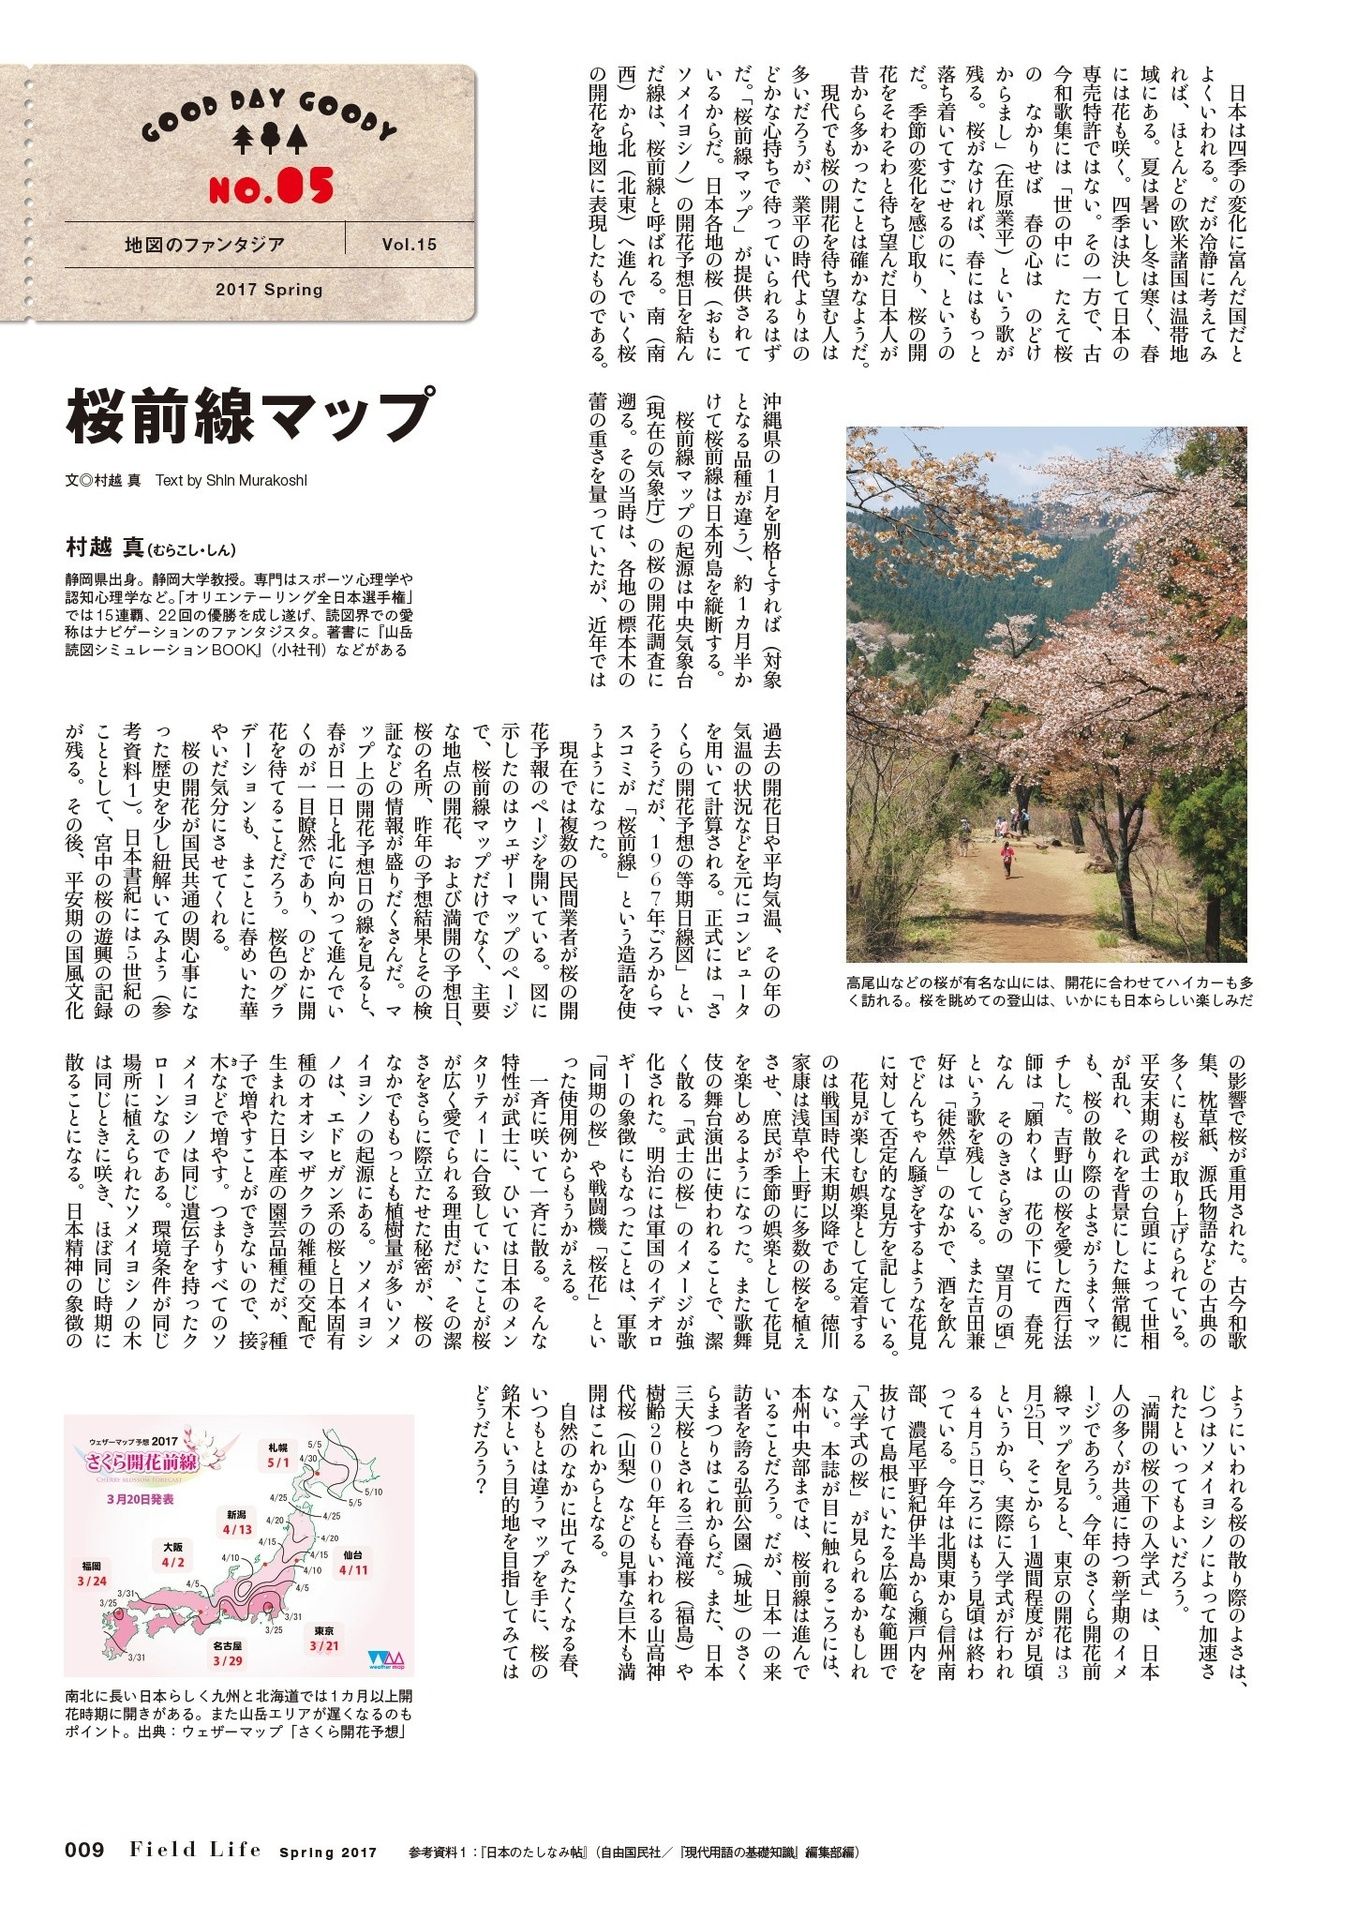 GOOD DAY GOODY
NO.05
地図のファンタジア
Vol.15
2017 Spring
桜前線マップ
文◎村越 真 Text by Shin Murakoshi
村越 真(むらこし・しん)
静岡県出身。静岡大学教授。専門はスポーツ心理学や
認知心理学など。「オリエンテーリング全日本選手権」
では15連覇、22回の優勝を成し遂げ、読図界での愛
称はナビゲーションのファンタジスタ。著書に『山岳
読図シミュレーションBOOK』(小社刊)などがある
日本は四季の変化に富んだ国だと
よくいわれる。だが冷静に考えてみ
れば、ほとんどの欧米諸国は温帯地
域にある。夏は暑いし冬は寒く、春
には花も咲く。四季は決して日本の
専売特許ではない。その一方で、古
今和歌集には「世の中に たえて桜
の なかりせば 春の心は のどけ
からまし」(在原業平)という歌が
残る。桜がなければ、春にはもっと
落ち着いてすごせるのに、というの
だ。季節の変化を感じ取り、桜の開
花をそわそわと待ち望んだ日本人が
昔から多かったことは確かなようだ。
現代でも桜の開花を待ち望む人は
多いだろうが、業平の時代よりはの
どかな心持ちで待っていられるはず
だ。「桜前線マップ」が提供されて
いるからだ。日本各地の桜(おもに
ソメイヨシノ)の開花予想日を結ん
だ線は、桜前線と呼ばれる。南(南
西)から北(北東)へ進んでいく桜
の開花を地図に表現したものである。
沖縄県の1月を別格とすれば(対象
となる品種が違う)、約1カ月半か
けて桜前線は日本列島を縦断する。
桜前線マップの起源は中央気象台
(現在の気象庁)の桜の開花調査に
遡る。その当時は、各地の標本木の
蕾の重さを量っていたが、近年では
過去の開花日や平均気温、その年の
気温の状況などを元にコンピュータ
を用いて計算される。正式には「さ
くらの開花予想の等期日線図」とい
うそうだが、1967年ごろからマ
スコミが「桜前線」という造語を使
うようになった。
現在では複数の民間業者が桜の開
花予報のページを開いている。図に
示したのはウェザーマップのページ
で、桜前線マップだけでなく、主要
な地点の開花、および満開の予想日、
桜の名所、昨年の予想結果とその検
証などの情報が盛りだくさんだ。マ
ップ上の開花予想日の線を見ると、
春が日一日と北に向かって進んでい
くのが一目瞭然であり、のどかに開
花を待てることだろう。桜色のグラ
デーションも、まことに春めいた華
やいだ気分にさせてくれる。
桜の開花が国民共通の関心事にな
った歴史を少し紐解いてみよう(参
考資料1)。日本書紀には5世紀の
こととして、宮中の桜の遊興の記録
が残る。その後、平安期の国風文化
の影響で桜が重用された。古今和歌
集、枕草紙、源氏物語などの古典の
多くにも桜が取り上げられている。
平安末期の武士の台頭によって世相
が乱れ、それを背景にした無常観に
も、桜の散り際のよさがうまくマッ
チした。吉野山の桜を愛した西行法
師は「願わくは 花の下にて 春死
なん そのきさらぎの 望月の頃」
という歌を残している。また吉田兼
好は「徒然草」のなかで、酒を飲ん
でどんちゃん騒ぎをするような花見
に対して否定的な見方を記している。
花見が楽しむ娯楽として定着する
のは戦国時代末期以降である。徳川
家康は浅草や上野に多数の桜を植え
させ、庶民が季節の娯楽として花見
を楽しめるようになった。また歌舞
伎の舞台演出に使われることで、潔
く散る「武士の桜」のイメージが強
化された。明治には軍国のイデオロ
ギーの象徴にもなったことは、軍歌
「同期の桜」や戦闘機「桜花」とい
った使用例からもうかがえる。
一斉に咲いて一斉に散る。そんな
特性が武士に、ひいては日本のメン
タリティーに合致していたことが桜
が広く愛でられる理由だが、その潔
さをさらに際立たせた秘密が、桜の
なかでももっとも植樹量が多いソメ
イヨシノの起源にある。ソメイヨシ
ノは、エドヒガン系の桜と日本固有
種のオオシマザクラの雑種の交配で
生まれた日本産の園芸品種だが、種
子で増やすことができないので、接
つぎ
木などで増やす。つまりすべてのソ
き
メイヨシノは同じ遺伝子を持ったク
ローンなのである。環境条件が同じ
場所に植えられたソメイヨシノの木
は同じときに咲き、ほぼ同じ時期に
散ることになる。日本精神の象徴の
ようにいわれる桜の散り際のよさは、
じつはソメイヨシノによって加速さ
れたといってもよいだろう。
「満開の桜の下の入学式」は、日本
人の多くが共通に持つ新学期のイメ
ージであろう。今年のさくら開花前
線マップを見ると、東京の開花は3
月25日、そこから1週間程度が見頃
というから、実際に入学式が行われ
る4月5日ごろにはもう見頃は終わ
っている。今年は北関東から信州南
部、濃尾平野紀伊半島から瀬戸内を
抜けて島根にいたる広範な範囲で
「入学式の桜」が見られるかもしれ
ない。本誌が目に触れるころには、
本州中央部までは、桜前線は進んで
いることだろう。だが、日本一の来
訪者を誇る弘前公園(城址)のさく
らまつりはこれからだ。また、日本
三大桜とされる三春滝桜(福島)や
樹齢2000年ともいわれる山高神
代桜(山梨)などの見事な巨木も満
開はこれからとなる。
自然のなかに出てみたくなる春、
いつもとは違うマップを手に、桜の
銘木という目的地を目指してみては
どうだろう?
高尾山などの桜が有名な山には、開花に合わせてハイカーも多
く訪れる。桜を眺めての登山は、いかにも日本らしい楽しみだ
ウェザーマップ予想 2017
さくら開花前線
CHERRY BLOSSOM FORECAST
3月20日発表
札幌
5/1
新潟
4/13
大阪
4/2
福岡
3/24
仙台
4/11
東京
3/21
名古屋
3/29
5/5
4/30
5/10
5/5
4/25
4/25
4/20
4/20
4/15
4/15
4/10
4/10
4/5
4/5
3/31
3/31
3/25
3/25
3/31
weather map
南北に長い日本らしく九州と北海道では1カ月以上開
花時期に開きがある。また山岳エリアが遅くなるのも
ポイント。出典：ウェザーマップ「さくら開花予想」
009 Field Life Spring 2017 参考資料1：『日本のたしなみ帖』(自由国民社/『現代用語の基礎知識』編集部編)